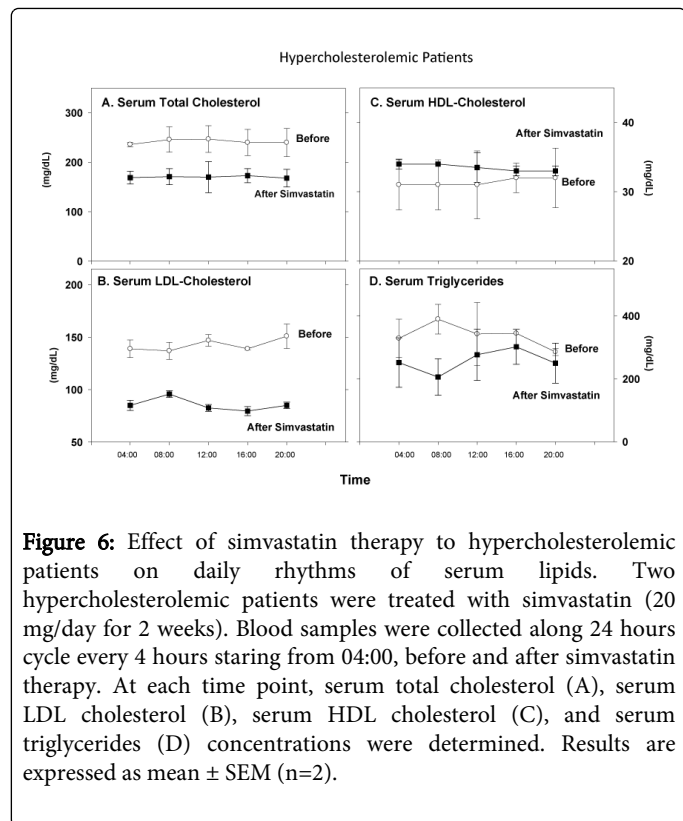 Hypercholesterolemic Patients
A. Serum Total Cholesterol
300
200
100
0
(mg/dL)
Before
After Simvastatin
C. Serum HDL-Cholesterol
40
30
20
(mg/dL)
After Simvastatin
Before
B. Serum LDL-Cholesterol
200
150
100
50
(mg/dL)
Before
After Simvastatin
04:00 08:00 12:00 16:00 20:00
D. Serum Triglycerides
400
200
0
(mg/dL)
Before
After Simvastatin
04:00 08:00 12:00 16:00 20:00
Time
Figure 6: Effect of simvastatin therapy to hypercholesterolemic
patients on daily rhythms of serum lipids. Two
hypercholesterolemic patients were treated with simvastatin (20
mg/day for 2 weeks). Blood samples were collected along 24 hours
cycle every 4 hours staring from 04:00, before and after simvastatin
therapy. At each time point, serum total cholesterol (A), serum
LDL cholesterol (B), serum HDL cholesterol (C), and serum
triglycerides (D) concentrations were determined. Results are
expressed as mean ± SEM (n=2).